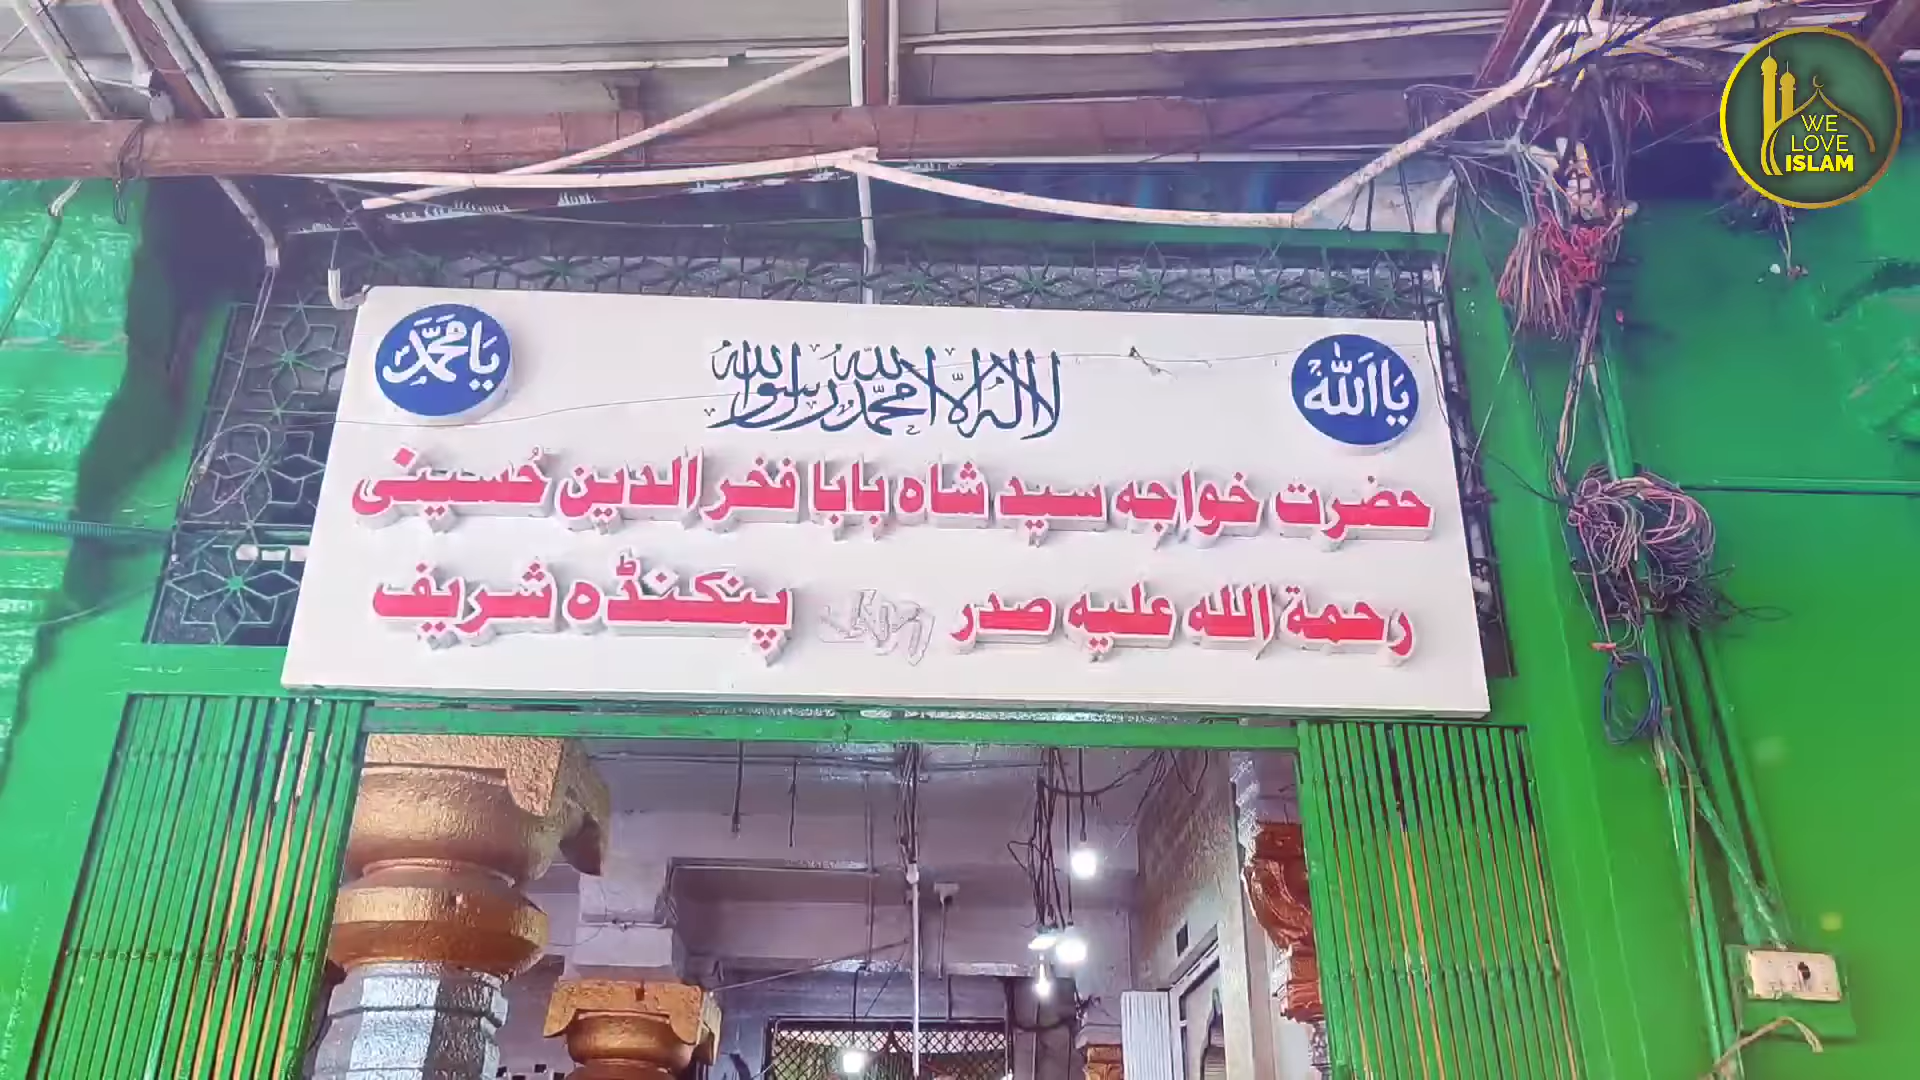 یا اللہ
لا الہ الا اللہ محمد رسول اللہ
یا محمد
حضرت خواجہ سید شاہ بابا فخر الدین حُسینی
رحمة اللہ علیہ صدر پنکنڈہ شریف
WE
LOVE
ISLAM